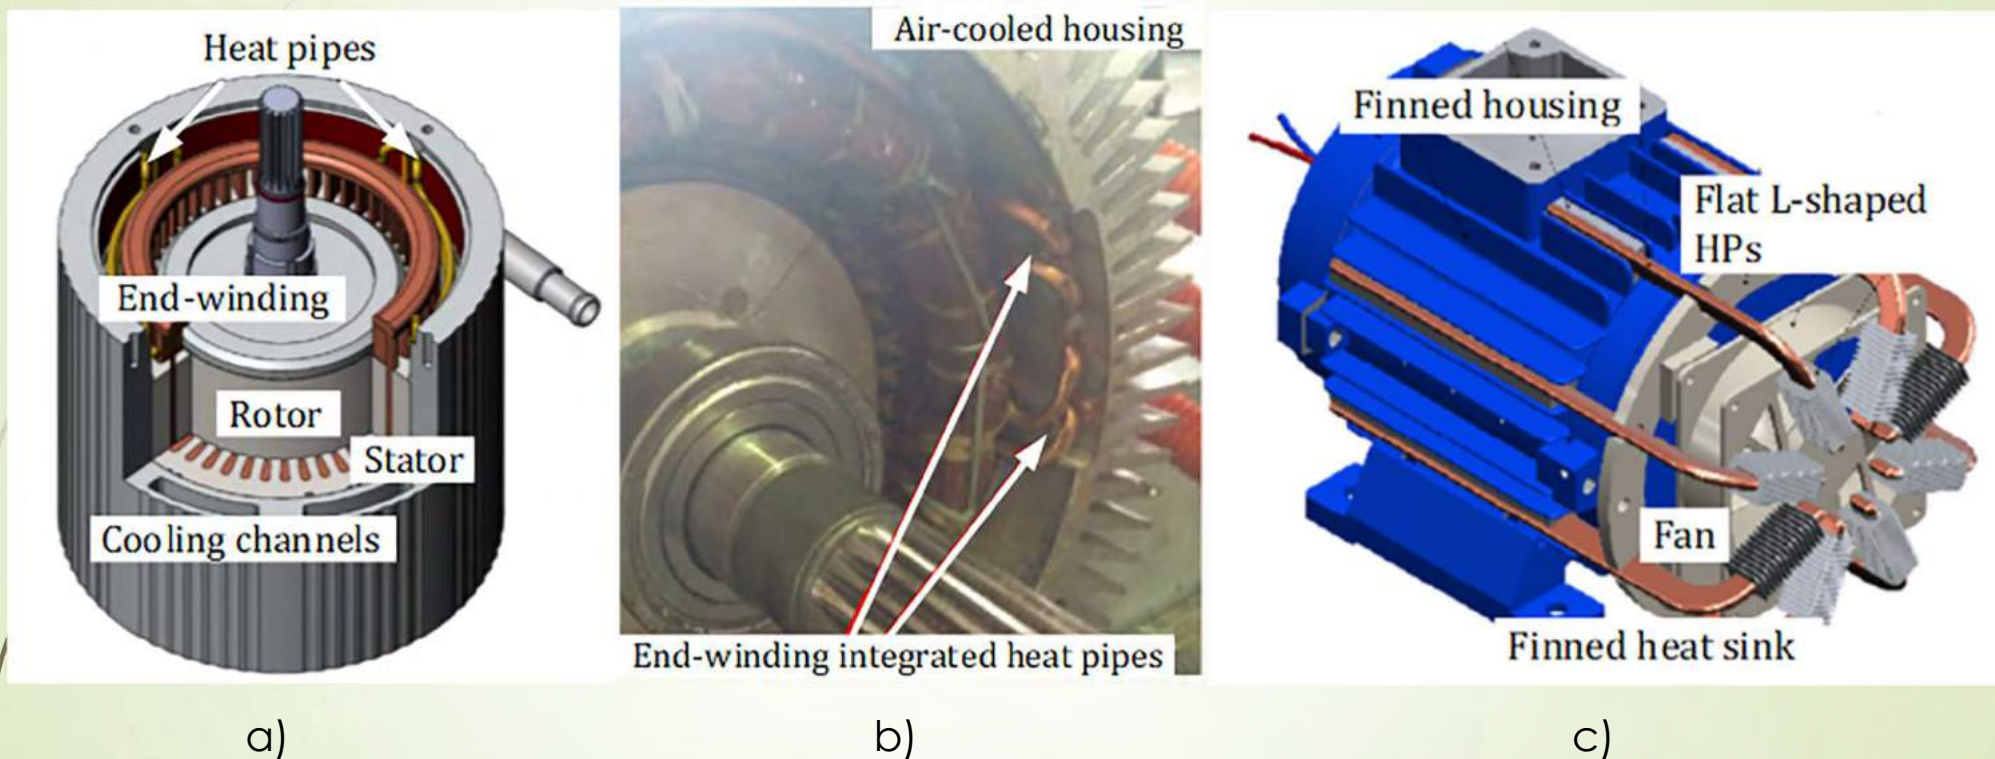 Heat pipes
End-winding
Rotor
Stator
Cooling channels
a)
Air-cooled housing
End-winding integrated heat pipes
b)
Finned housing
Flat L-shaped
HPs
Fan
Finned heat sink
c)